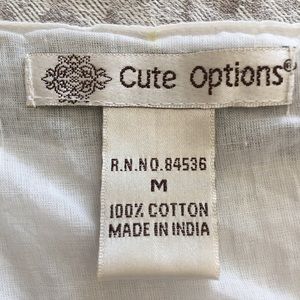 Cute Options®
R.N.NO.84536
M
100% COTTON
MADE IN INDIA